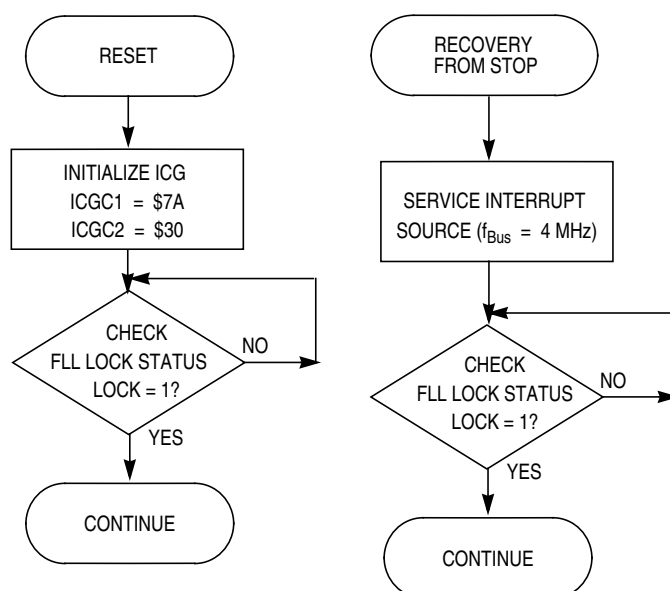 RESET
INITIALIZE ICG
ICGC1 = $7A
ICGC2 = $30
CHECK
FLL LOCK STATUS
LOCK = 1?
NO
YES
CONTINUE
RECOVERY
FROM STOP
SERVICE INTERRUPT
SOURCE (fBus = 4 MHz)
CHECK
FLL LOCK STATUS
LOCK = 1?
NO
YES
CONTINUE